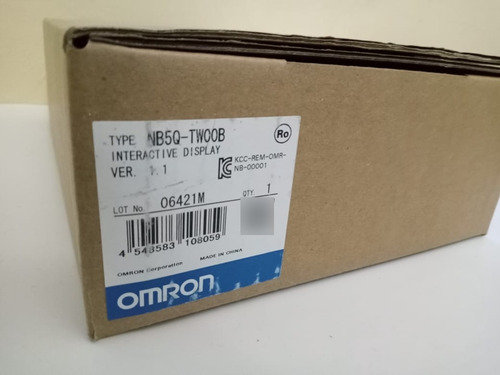 TYPE NB5Q-TW00B
INTERACTIVE DISPLAY
VER. 1.1
Ro
KCC-REM-OMR-
NB-00001
LOT No. 06421M
QTY 1
4 548583 108059
OMRON Corporation MADE IN CHINA
OMRON